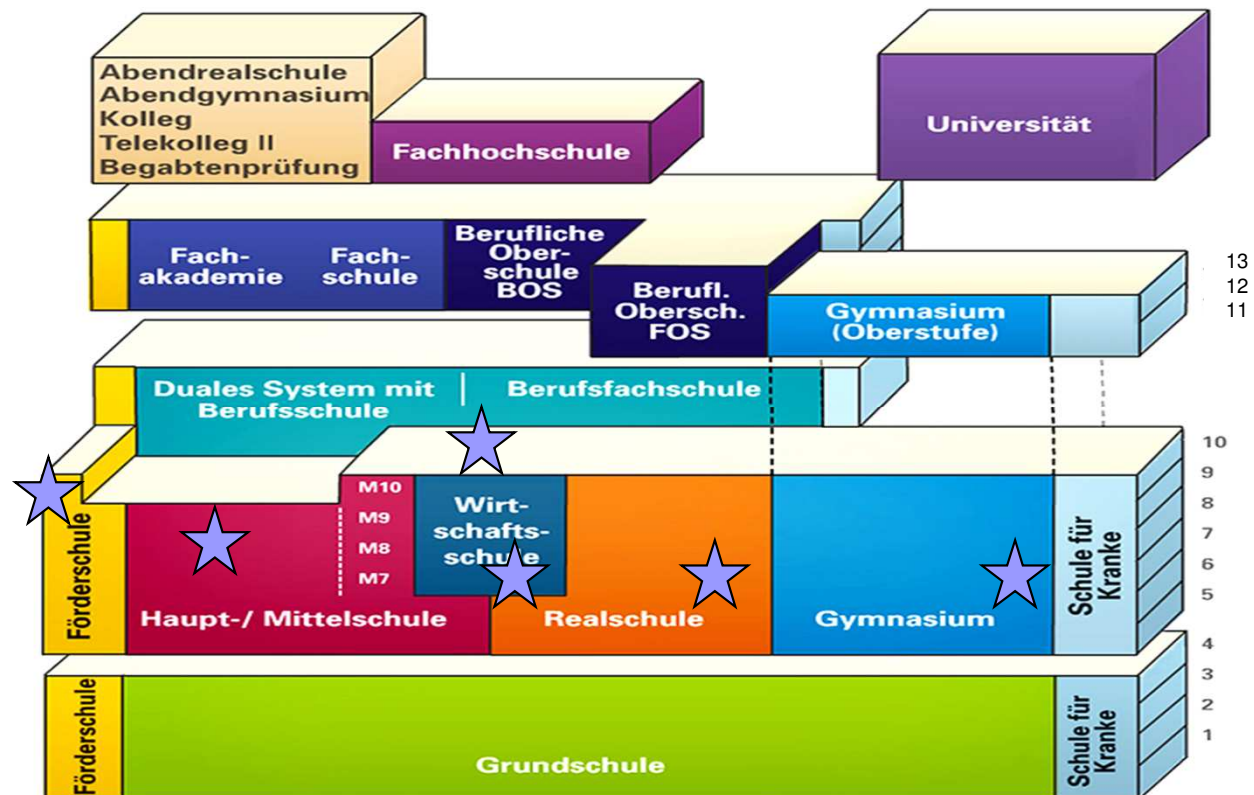 Abendrealschule
Abendgymnasium
Kolleg
Telekolleg II
Begabtenprüfung
Fachhochschule
Universität
Fach-
akademie
Fach-
schule
Berufliche
Ober-
schule
BOS
Berufl.
Obersch.
FOS
Gymnasium
(Oberstufe)
13
12
11
Duales System mit
Berufsschule
Berufsfachschule
10
9
8
7
6
5
Förderschule
M10
M9
M8
M7
Haupt-/ Mittelschule
Wirt-
schafts-
schule
Realschule
Gymnasium
Schule für
Kranke
4
3
2
1
Förderschule
Grundschule
Schule für
Kranke